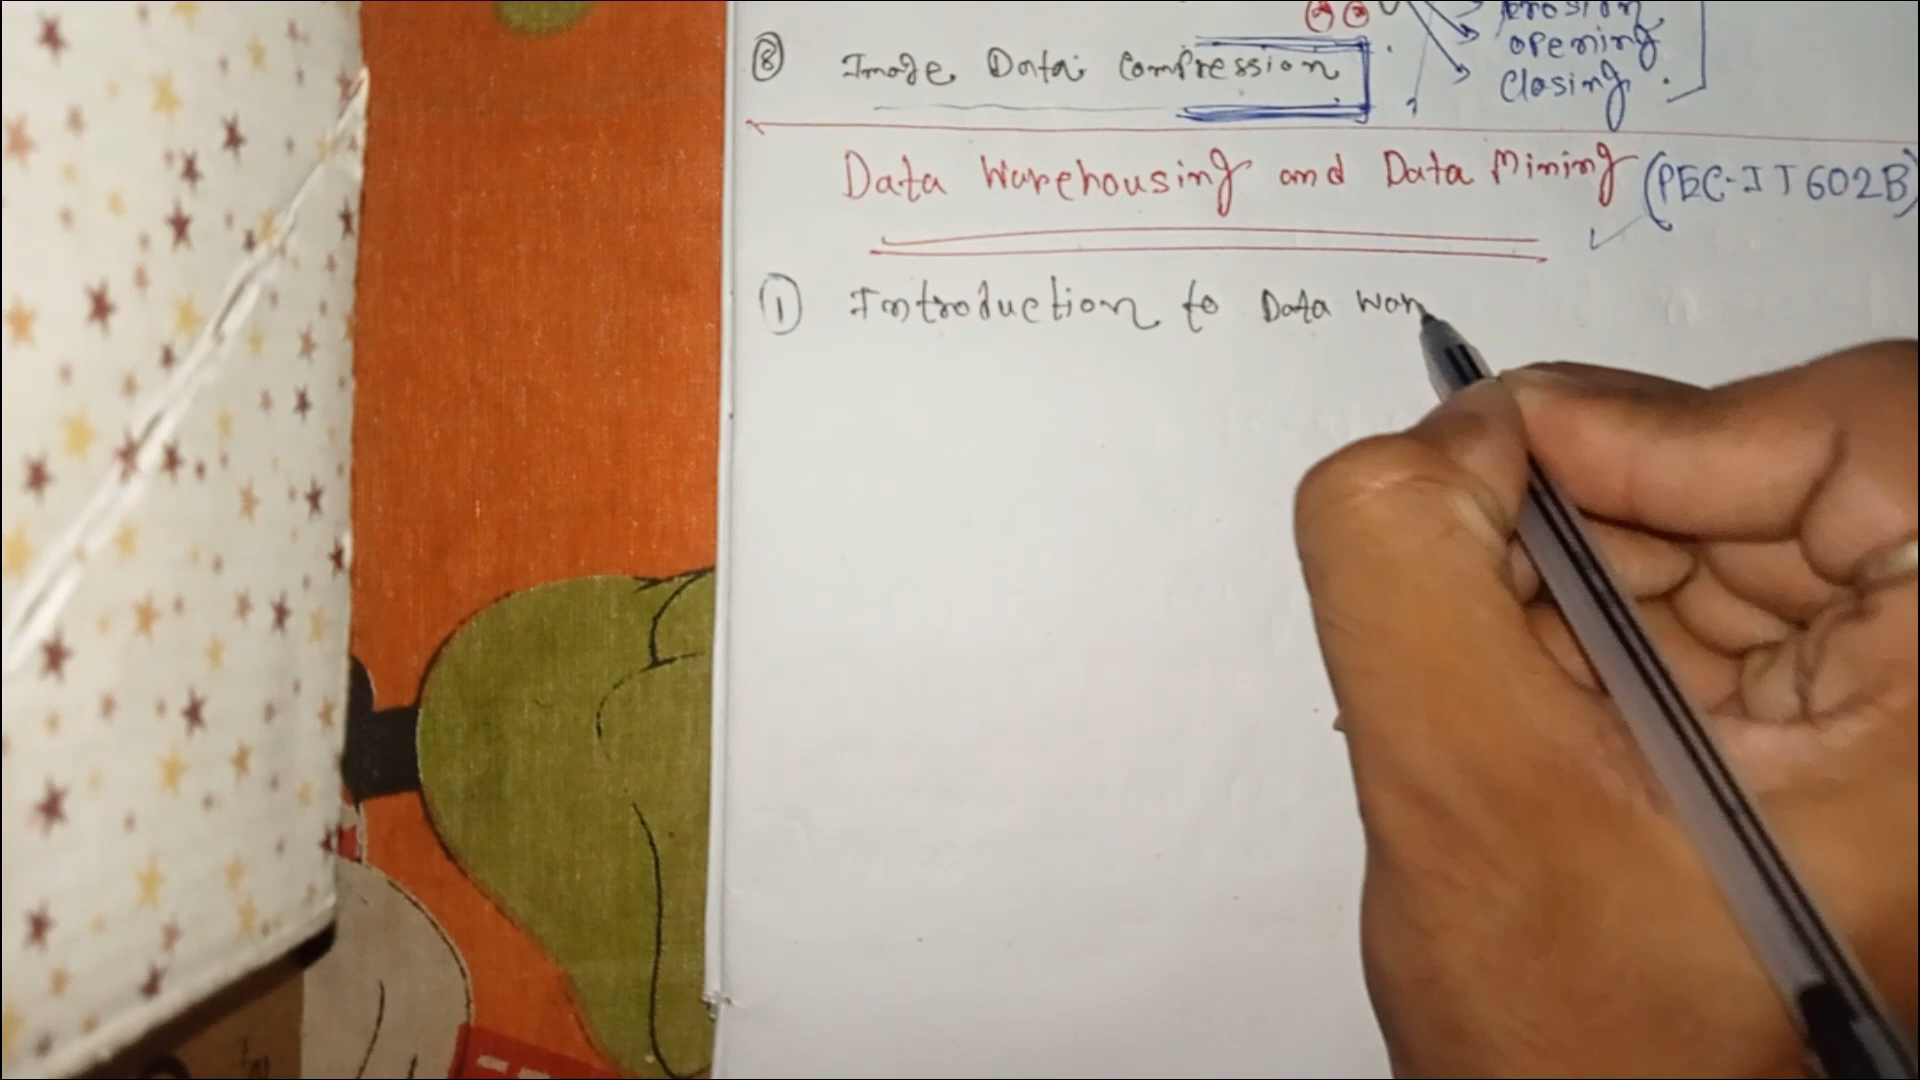 erosion
opening
⑧ Image Data Compression
closing
Data Warehousing and Data Mining (PEC-IT602B)
① Introduction to Data War